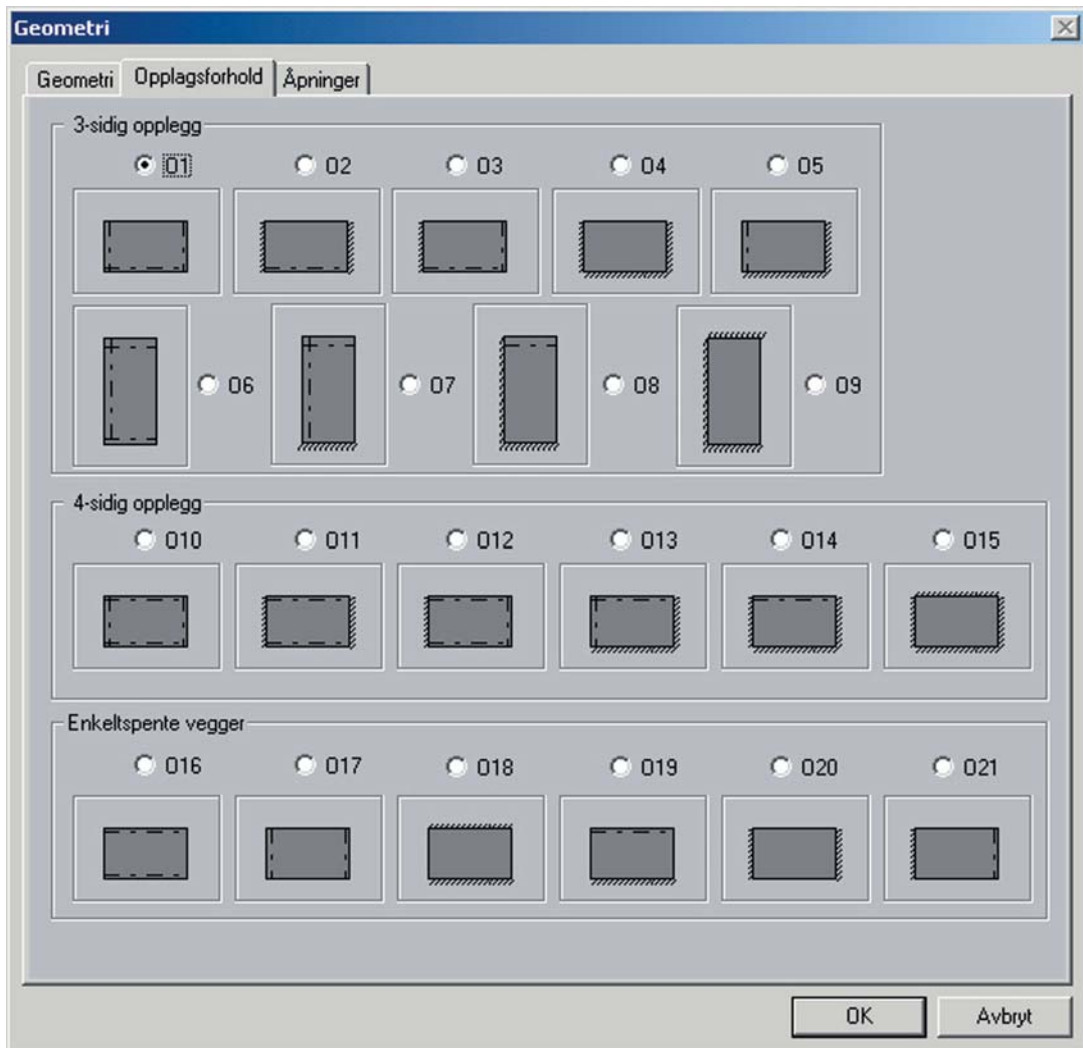 Geometri
Geometri Opplagsforhold Åpninger
3-sidig opplegg
O1 O2 O3 O4 O5
O6 O7 O8 O9
4-sidig opplegg
O10 O11 O12 O13 O14 O15
Enkeltspente vegger
O16 O17 O18 O19 O20 O21
OK Avbryt